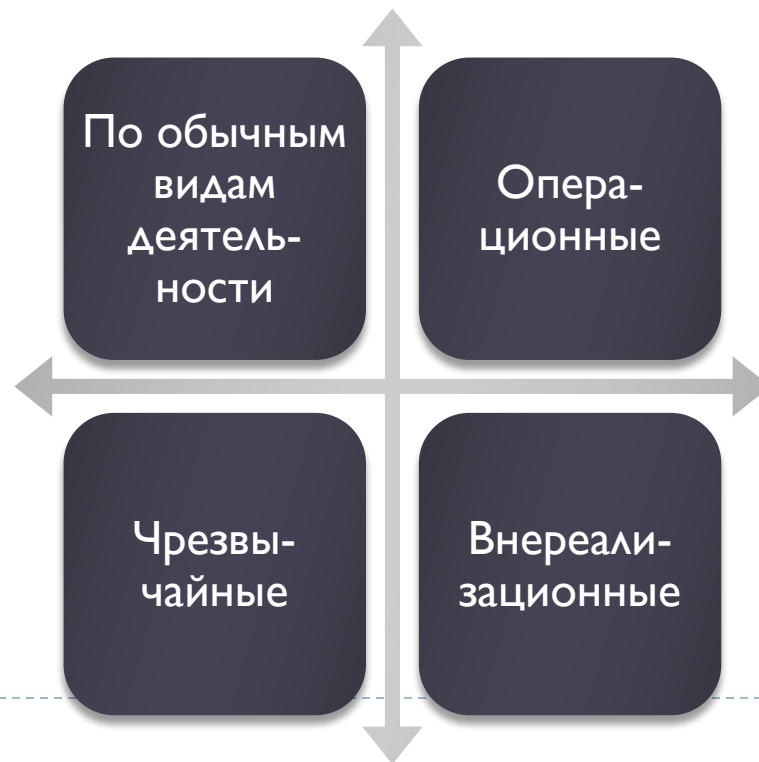 По обычным
видам
деятель-
ности
Опера-
ционные
Чрезвы-
чайные
Внереали-
зационные